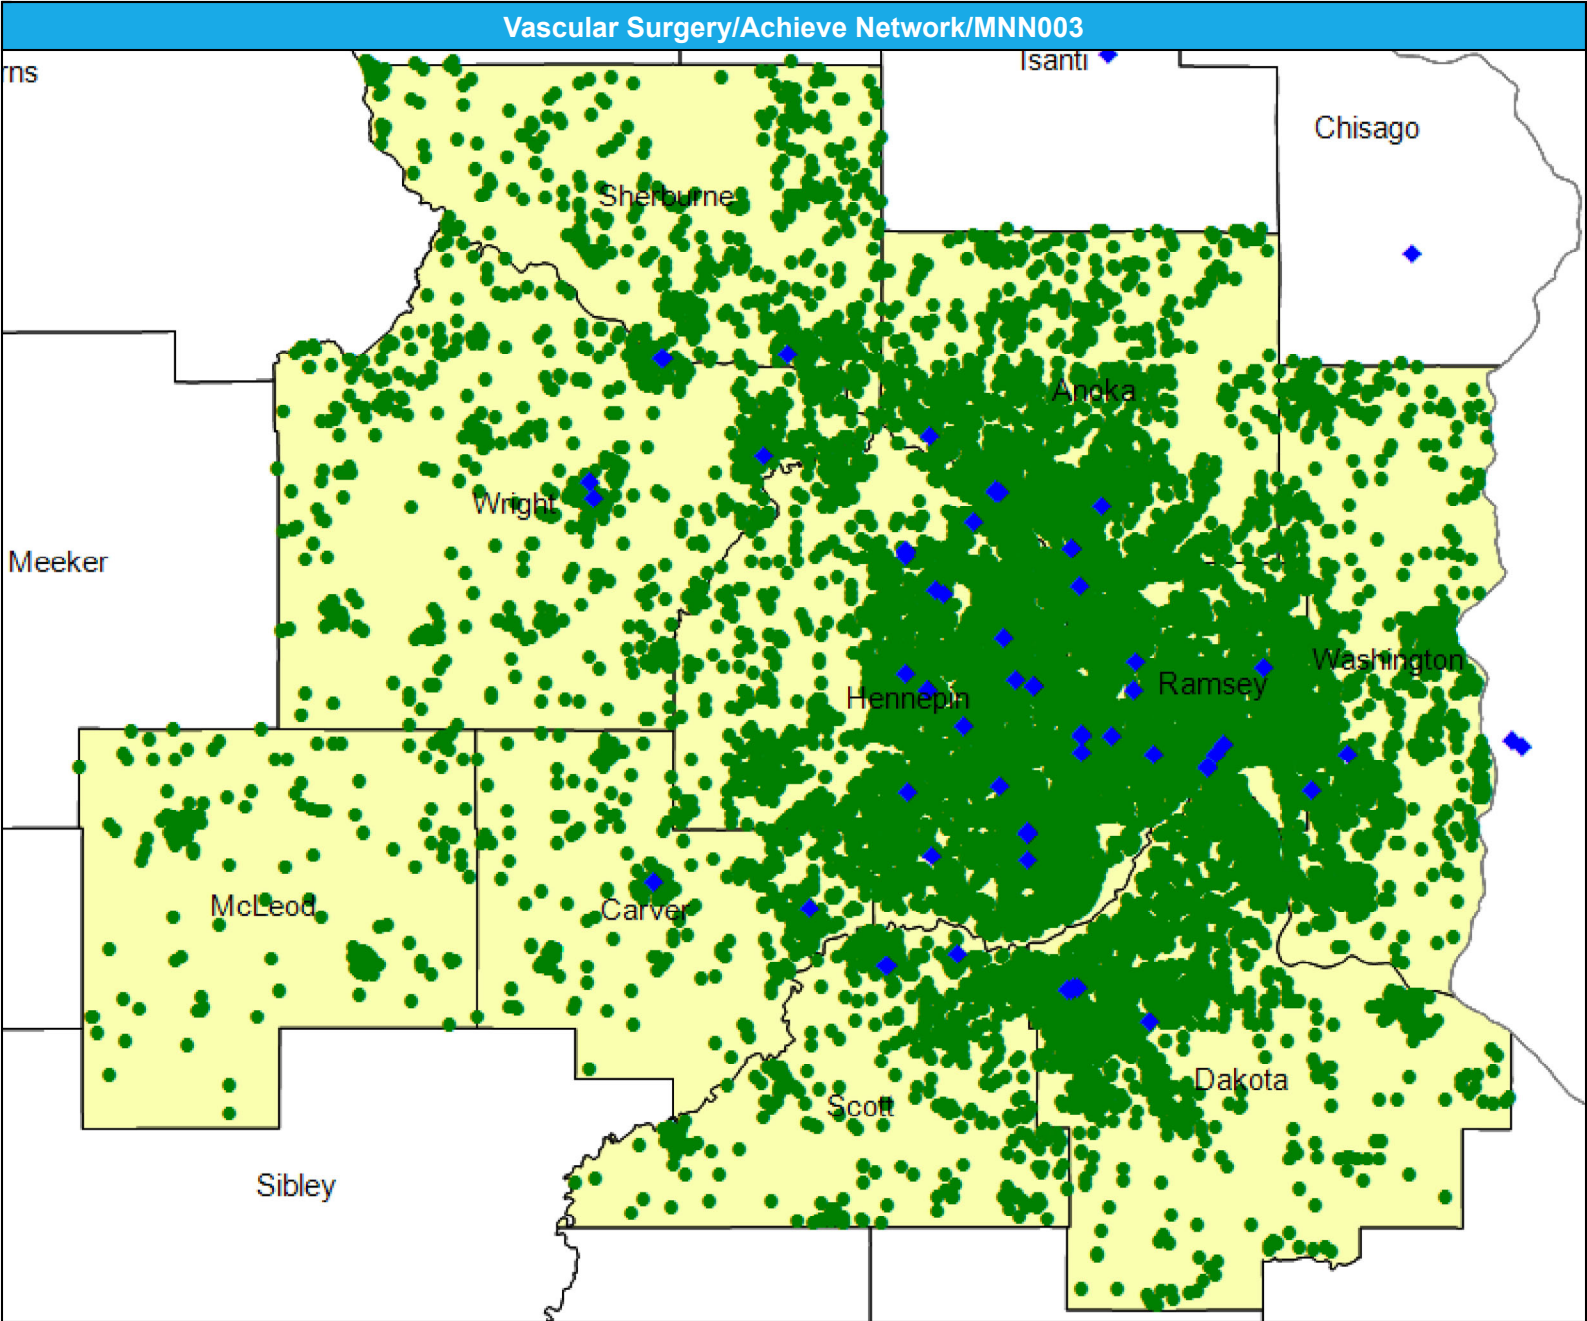 Vascular Surgery/Achieve Network/MNN003
rns
Isanti
Chisago
Sherburne
Anoka
Wright
Meeker
Washington
Ramsey
Hennepin
McLeod
Carver
Dakota
Scott
Sibley